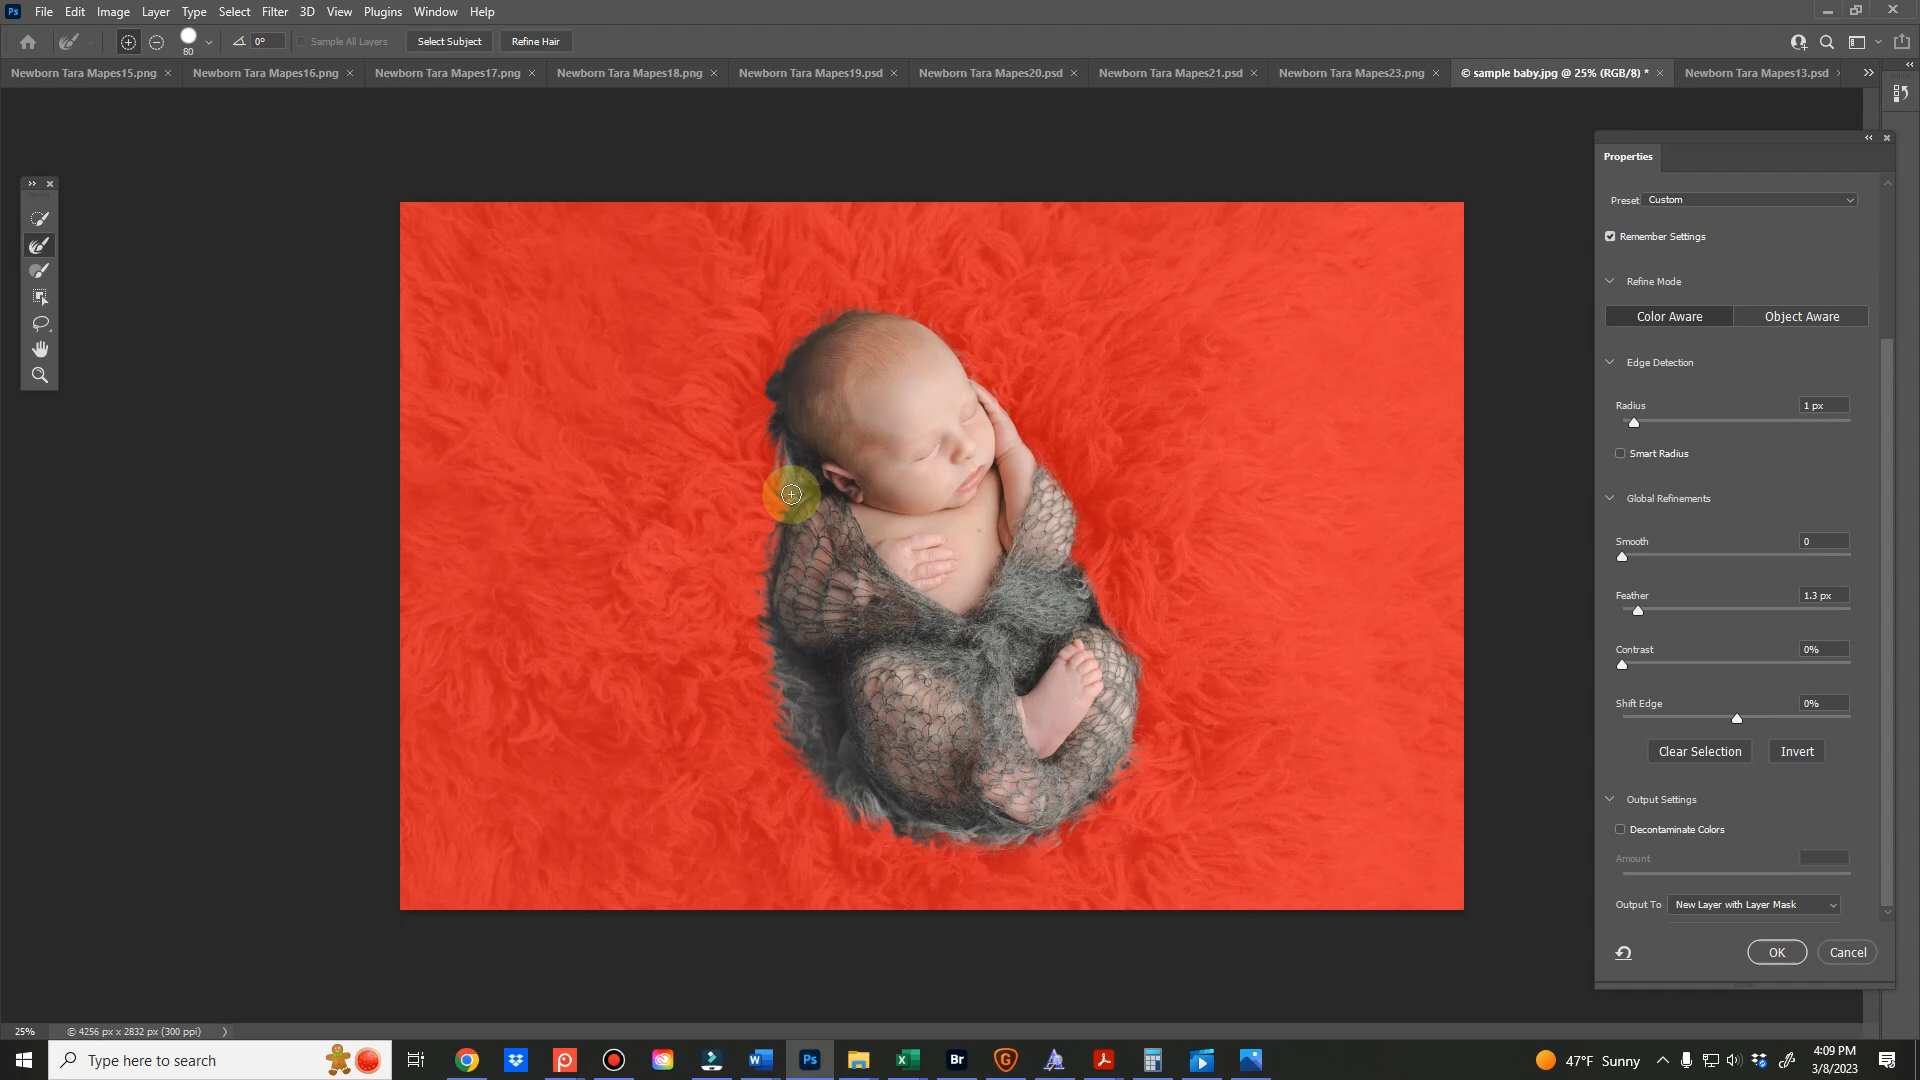 Ps File Edit Image Layer Type Select Filter 3D View Plugins Window Help
80 0° Sample All Layers Select Subject Refine Hair
Newborn Tara Mapes15.png × Newborn Tara Mapes16.png × Newborn Tara Mapes17.png × Newborn Tara Mapes18.png × Newborn Tara Mapes19.psd × Newborn Tara Mapes20.psd × Newborn Tara Mapes21.psd × Newborn Tara Mapes23.png × © sample baby.jpg @ 25% (RGB/8) * × Newborn Tara Mapes13.psd
Properties
Preset Custom
Remember Settings
Refine Mode
Color Aware Object Aware
Edge Detection
Radius 1 px
Smart Radius
Global Refinements
Smooth 0
Feather 1.3 px
Contrast 0%
Shift Edge 0%
Clear Selection Invert
Output Settings
Decontaminate Colors
Amount
Output To New Layer with Layer Mask
OK Cancel
25% © 4256 px x 2832 px (300 ppi)
Type here to search W Ps Br G 47°F Sunny 4:09 PM
3/8/2023